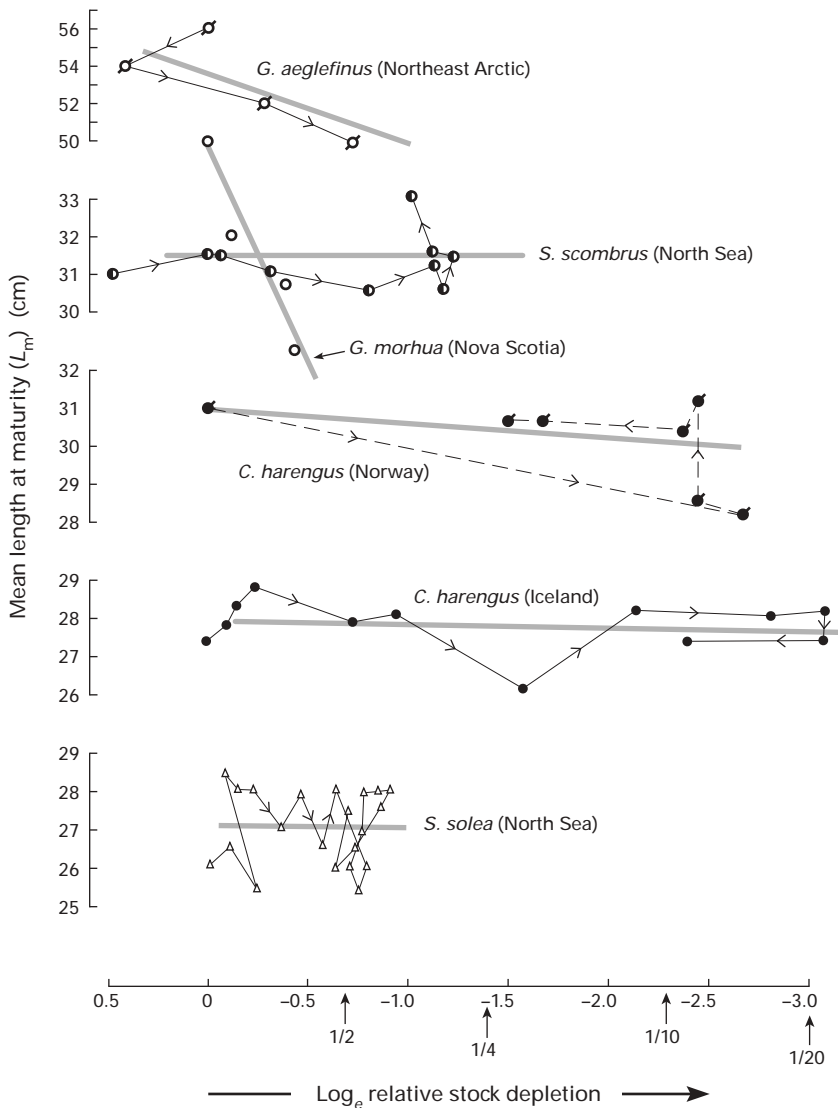 Mean length at maturity (Lm) (cm)
56
54
52
50
G. aeglefinus (Northeast Arctic)
33
32
31
30
S. scombrus (North Sea)
G. morhua (Nova Scotia)
32
31
30
29
28
C. harengus (Norway)
29
28
27
26
C. harengus (Iceland)
29
28
27
26
25
S. solea (North Sea)
0.5 0 –0.5 –1.0 –1.5 –2.0 –2.5 –3.0
1/2 1/4 1/10 1/20
Loge relative stock depletion